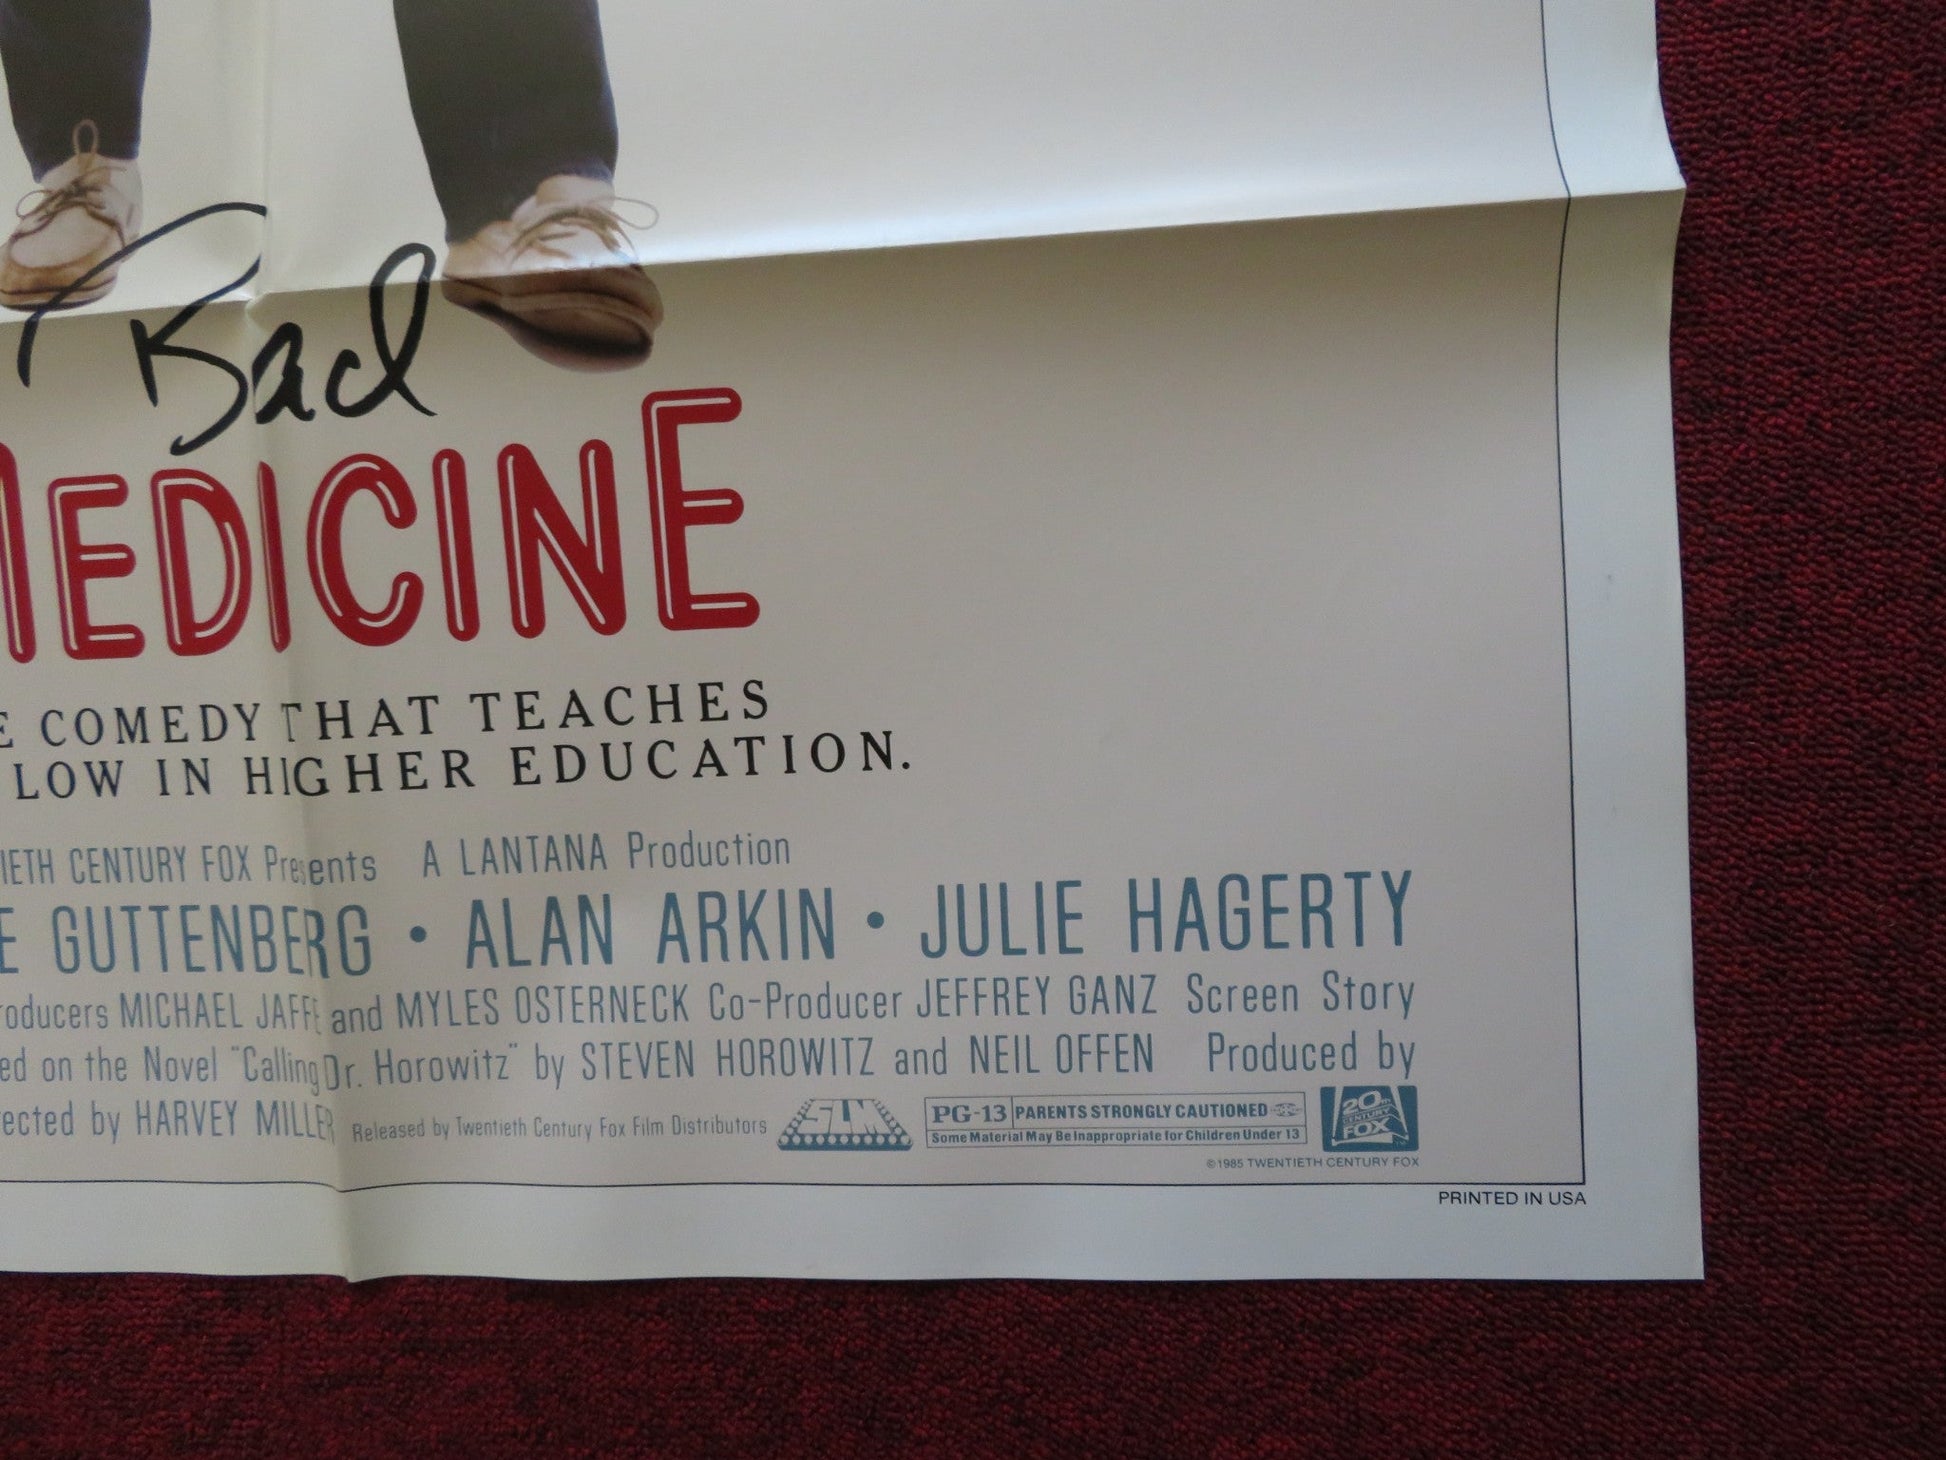 Bad
MEDICINE
COMEDY THAT TEACHES
LOW IN HIGHER EDUCATION.
CENTURY FOX Presents A LANTANA Production
GUTTENBERG • ALAN ARKIN • JULIE HAGERTY
MICHAEL JAFFE and MYLES OSTERNECK Co-Producer JEFFREY GANZ Screen Story
on the Novel "Calling Dr. Horowitz" by STEVEN HOROWITZ and NEIL OFFEN Produced by
by HARVEY MILLER Released by Twentieth Century Fox Film Distributors SLM PG-13 PARENTS STRONGLY CAUTIONED
Some Material May Be Inappropriate for Children Under 13
20th CENTURY FOX TM
©1985 TWENTIETH CENTURY FOX
PRINTED IN USA